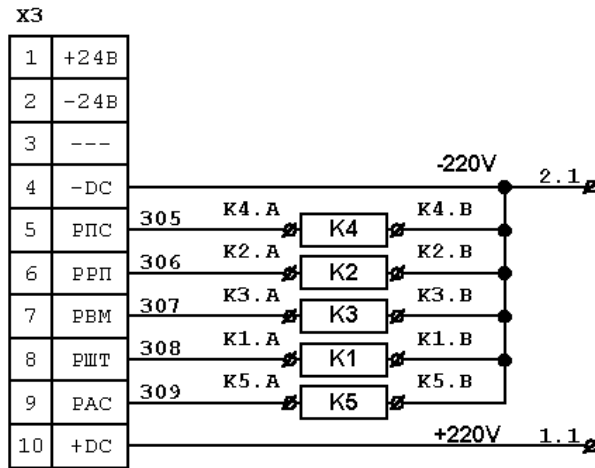 X3
1 +24В
2 -24В
3 ---
-220V
4 -DC 2.1
305 K4.A K4.B
5 РПС K4
306 K2.A K2.B
6 РРП K2
307 K3.A K3.B
7 РВМ K3
308 K1.A K1.B
8 РШТ K1
309 K5.A K5.B
9 РАС K5
10 +DC +220V 1.1